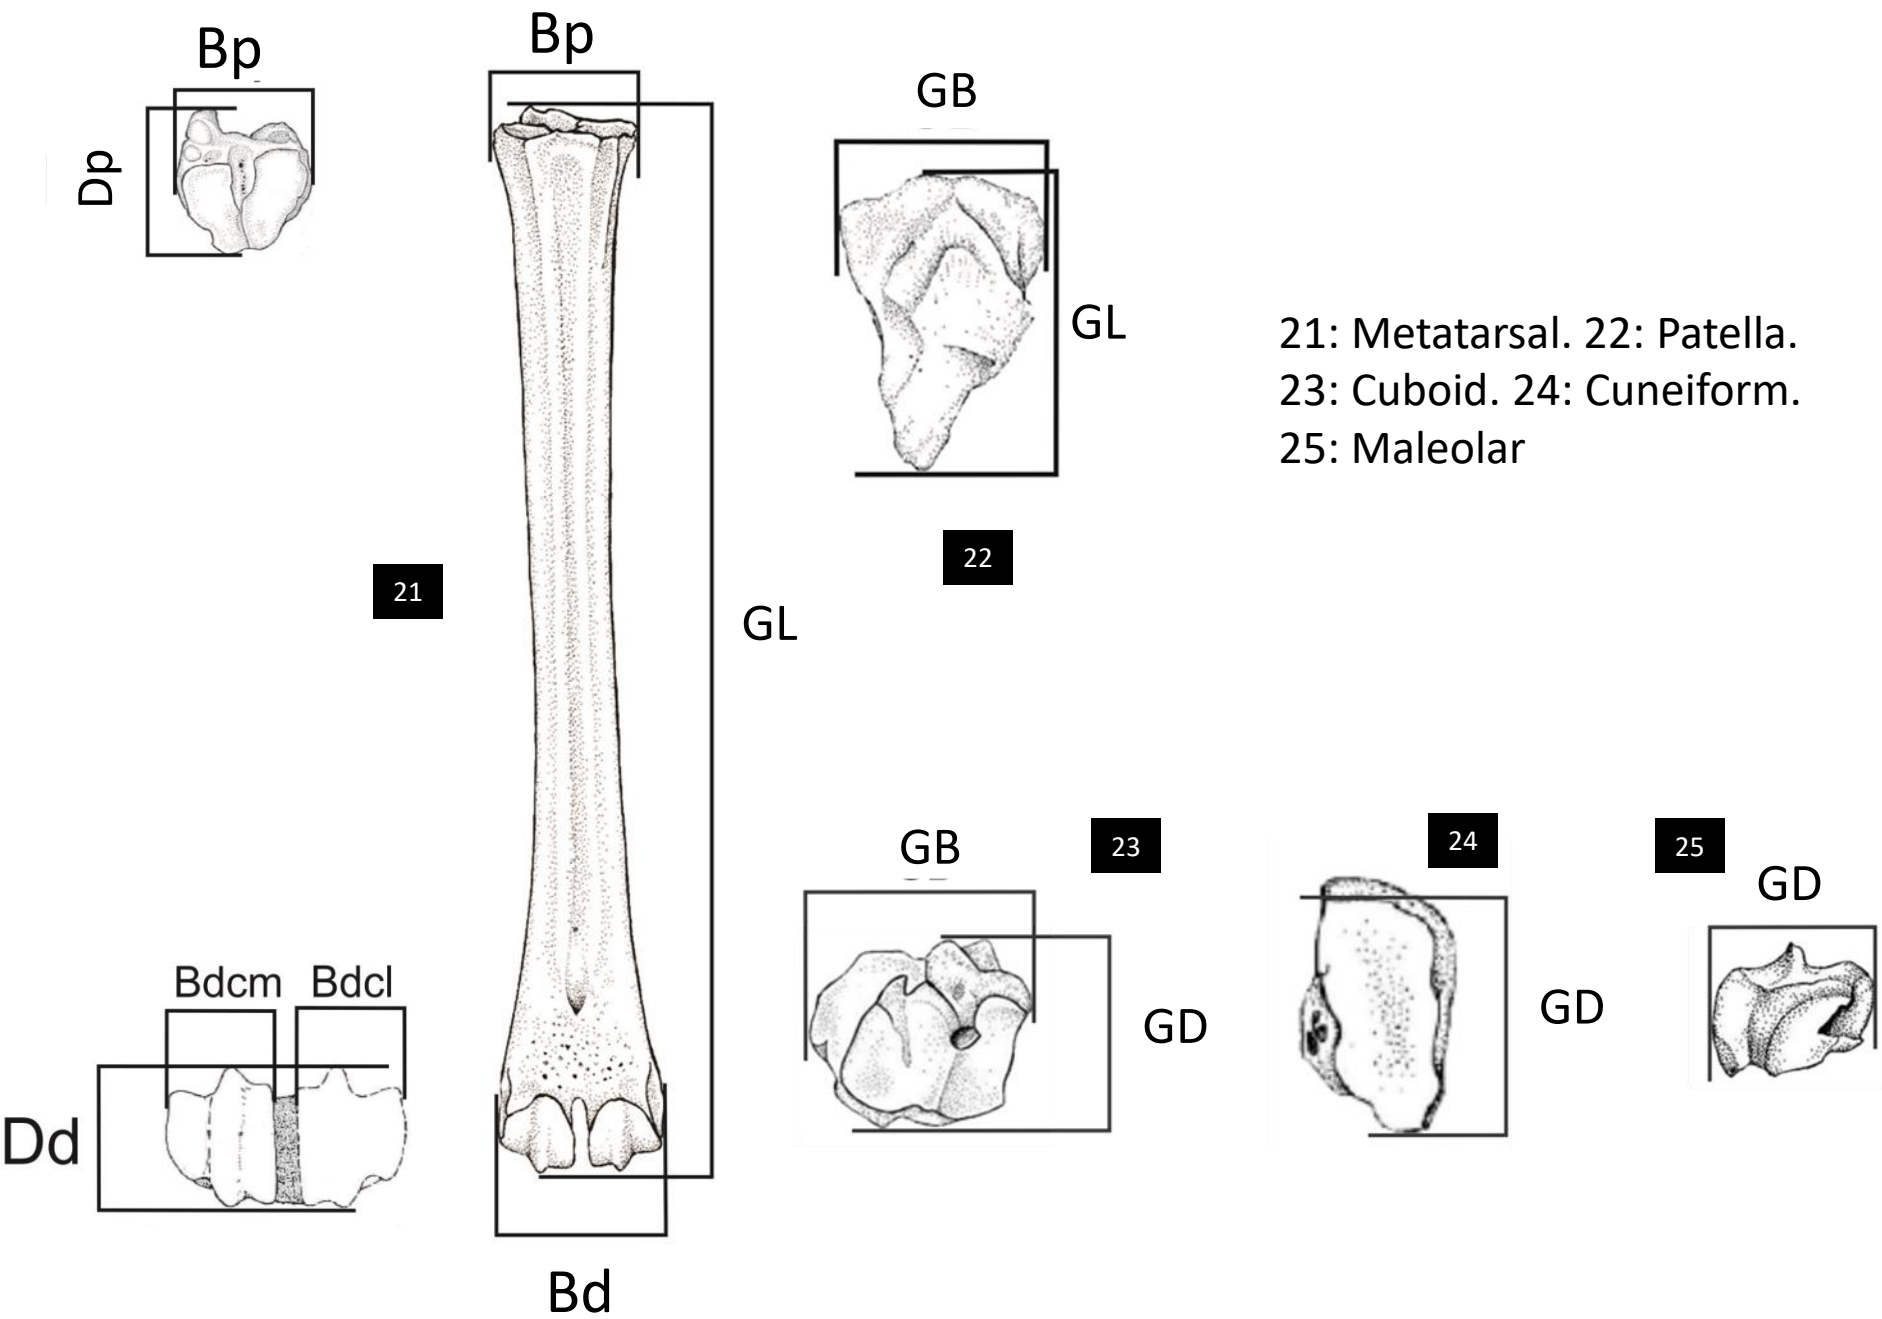 Bp
Bp
GB
Dp
GL
21: Metatarsal. 22: Patella.
23: Cuboid. 24: Cuneiform.
25: Maleolar
22
21
GL
GB
23
24
25
GD
Bdcm
Bdcl
GD
GD
Dd
Bd